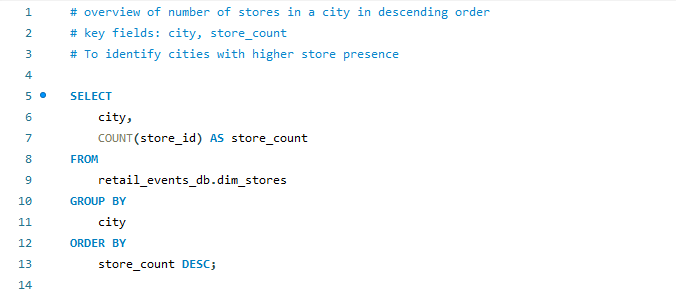 1 # overview of number of stores in a city in descending order
2 # key fields: city, store_count
3 # To identify cities with higher store presence
4
5 SELECT
6 city,
7 COUNT(store_id) AS store_count
8 FROM
9 retail_events_db.dim_stores
10 GROUP BY
11 city
12 ORDER BY
13 store_count DESC;
14